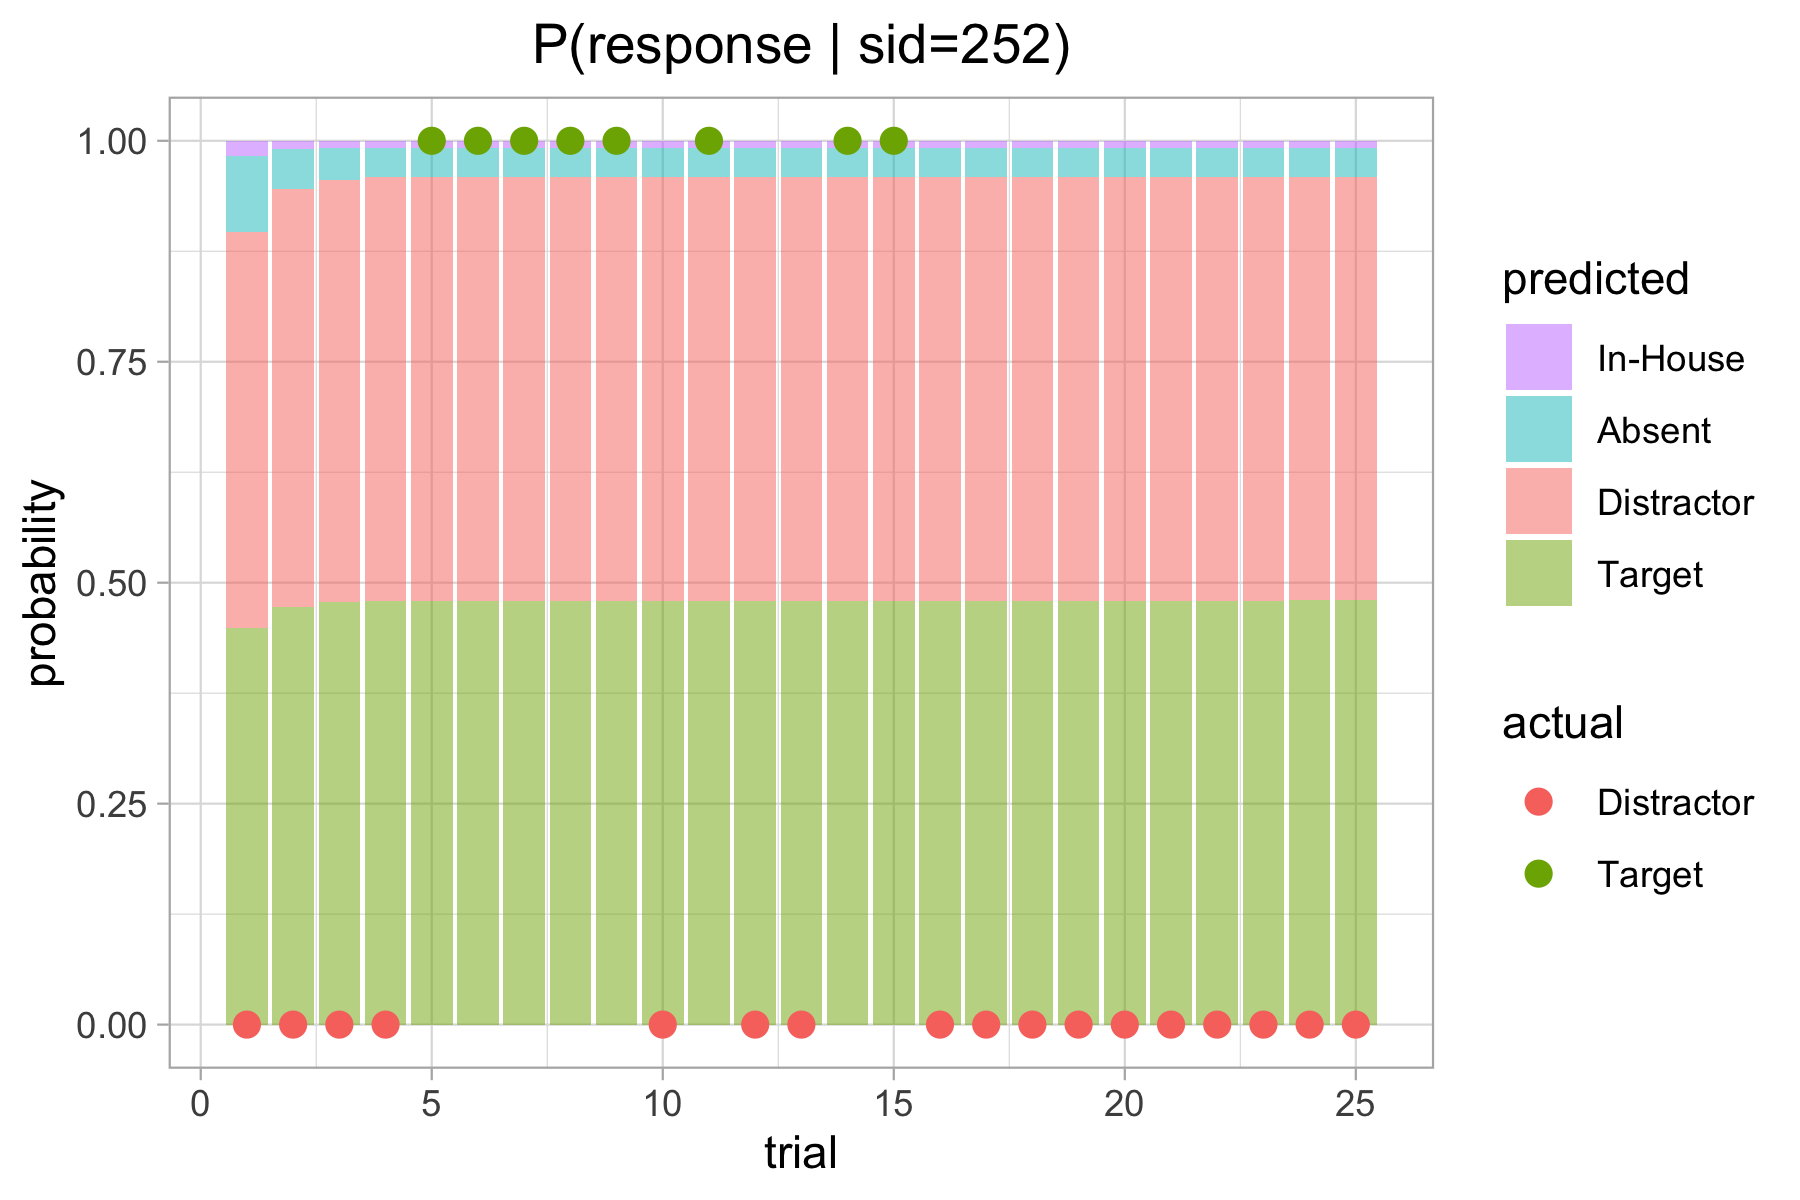 P(response | sid=252)
1.00
0.75
0.50
0.25
0.00
probability
0 5 10 15 20 25
trial
predicted
In-House
Absent
Distractor
Target
actual
Distractor
Target